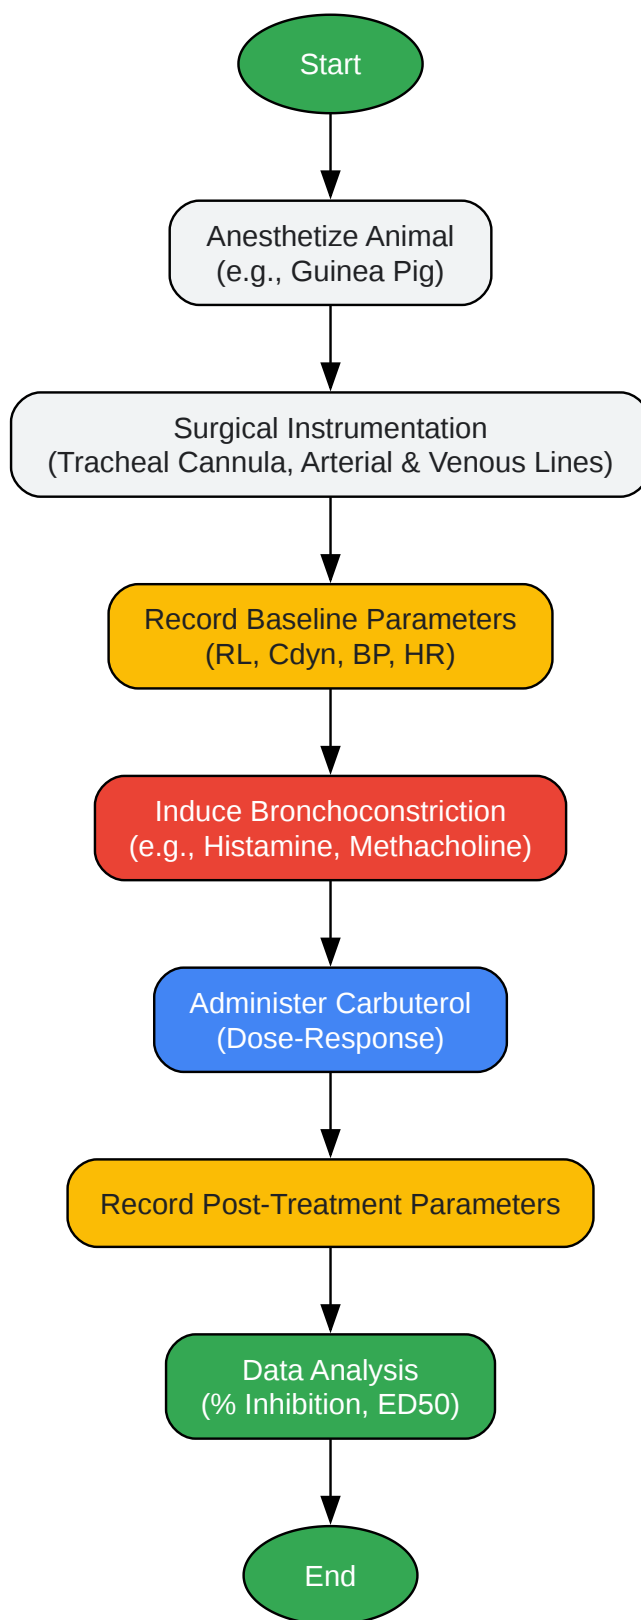 Start
Anesthetize Animal
(e.g., Guinea Pig)
Surgical Instrumentation
(Tracheal Cannula, Arterial & Venous Lines)
Record Baseline Parameters
(RL, Cdyn, BP, HR)
Induce Bronchoconstriction
(e.g., Histamine, Methacholine)
Administer Carbuterol
(Dose-Response)
Record Post-Treatment Parameters
Data Analysis
(% Inhibition, ED50)
End